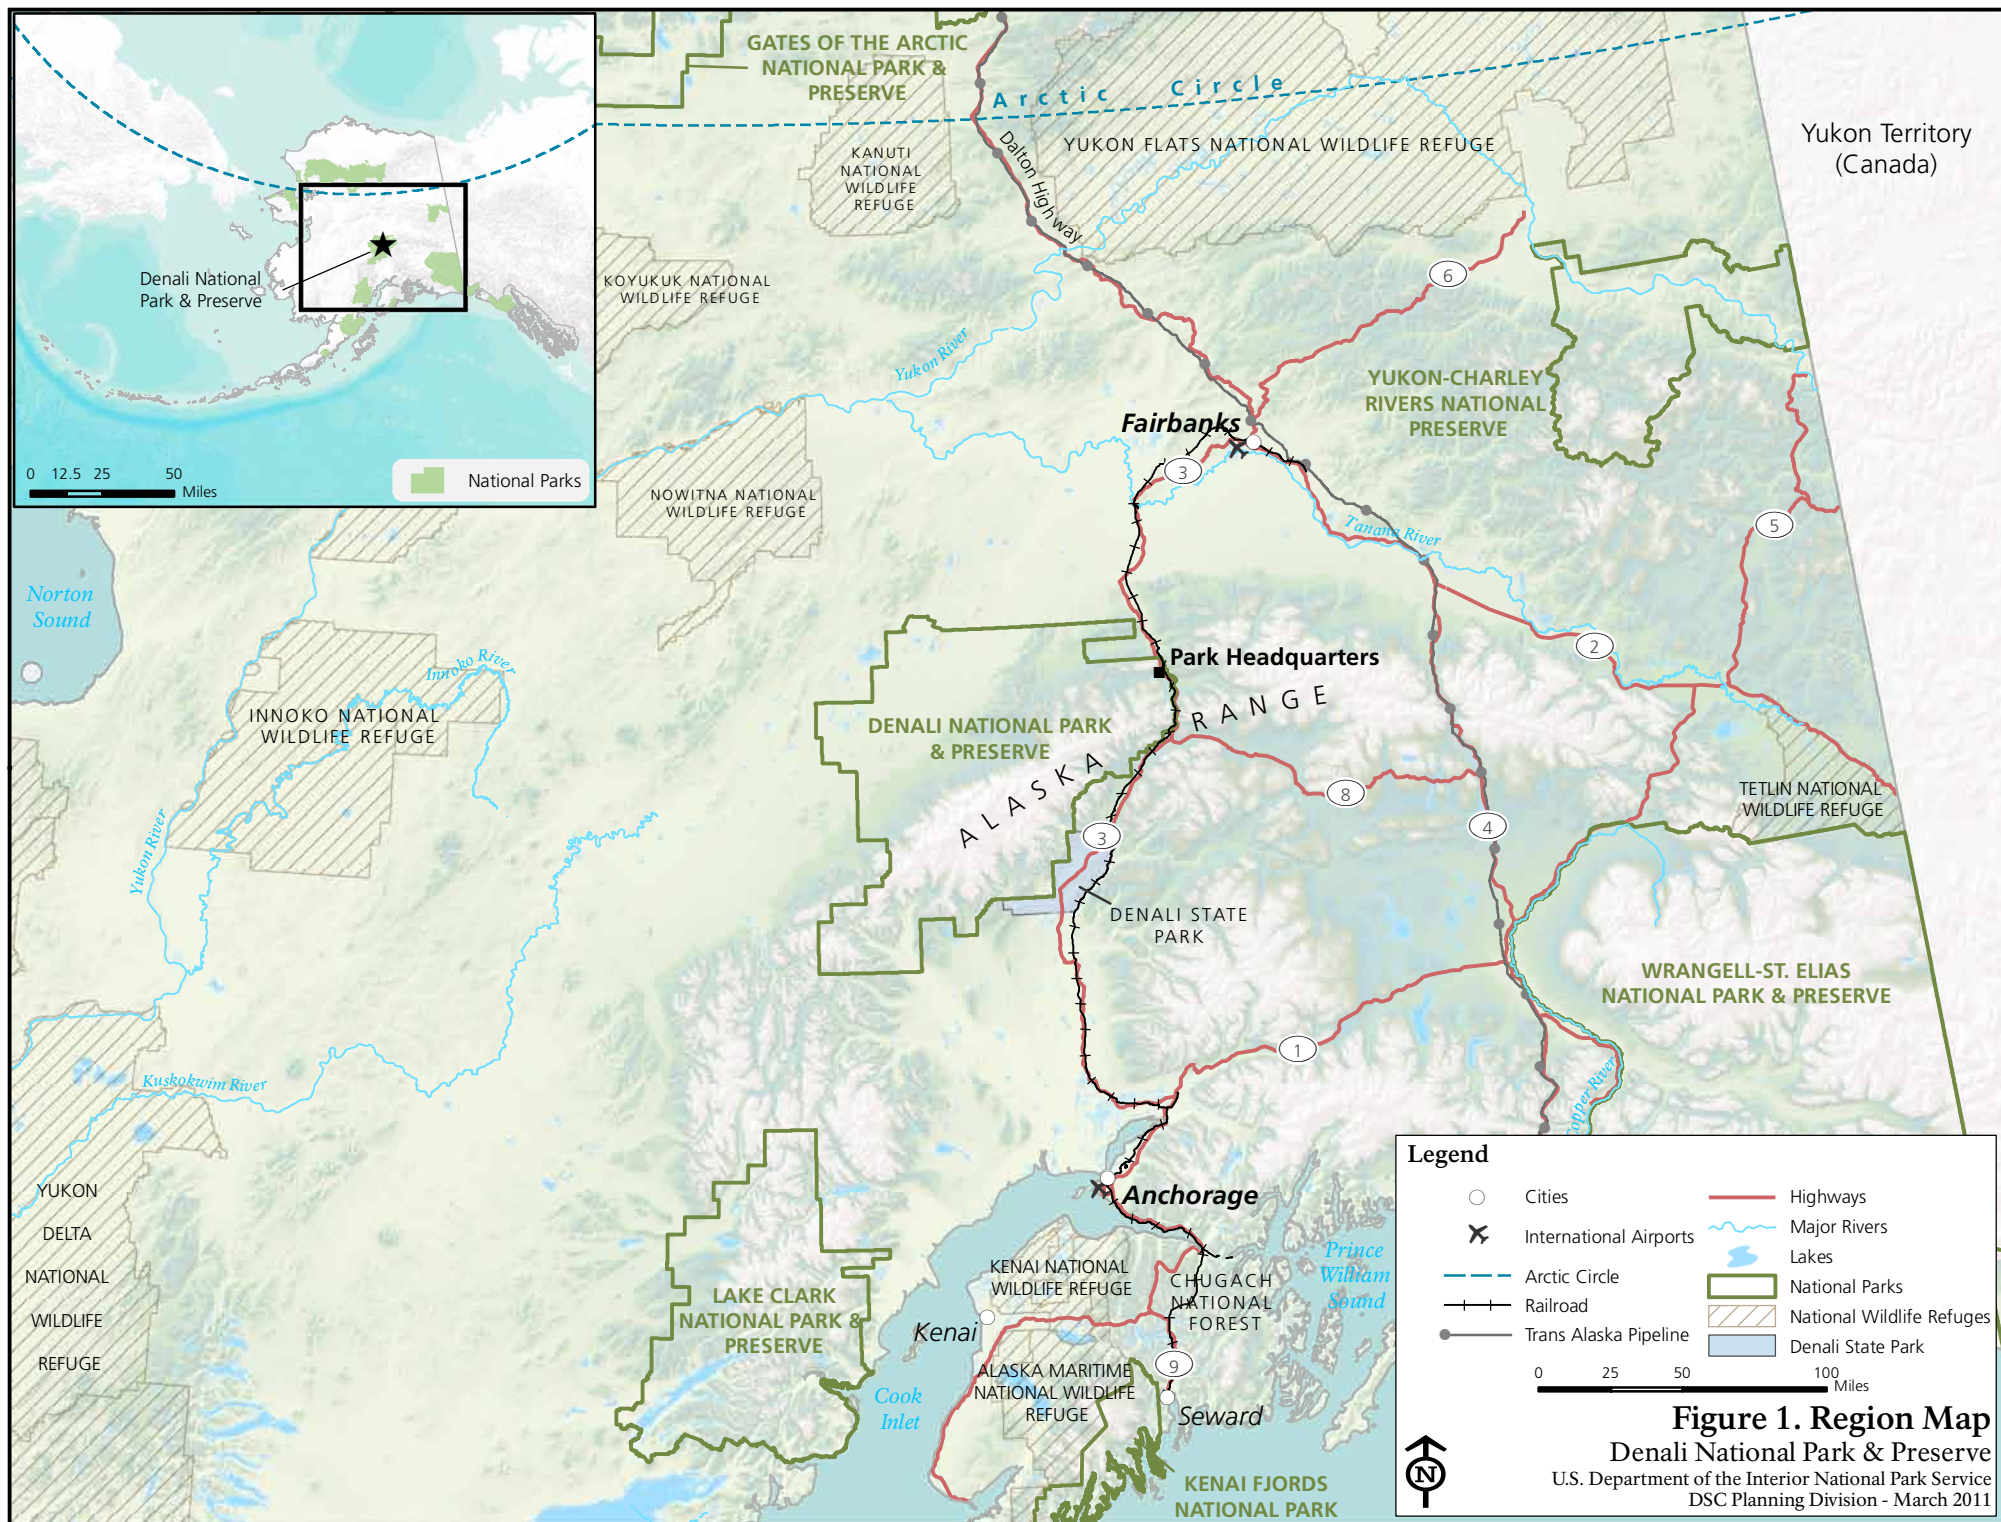 GATES OF THE ARCTIC
NATIONAL PARK &
PRESERVE
Arctic Circle
Dalton Highway
YUKON FLATS NATIONAL WILDLIFE REFUGE
KANUTI
NATIONAL
WILDLIFE
REFUGE
Yukon Territory
(Canada)
Denali National
Park & Preserve
0 12.5 25 50
Miles
National Parks
KOYUKUK NATIONAL
WILDLIFE REFUGE
6
Yukon River
YUKON-CHARLEY
RIVERS NATIONAL
PRESERVE
Fairbanks
3
NOWITNA NATIONAL
WILDLIFE REFUGE
Tanana River
5
Norton
Sound
2
Innoko River
Park Headquarters
INNOKO NATIONAL
WILDLIFE REFUGE
DENALI NATIONAL PARK
& PRESERVE
ALASKA RANGE
8
TETLIN NATIONAL
WILDLIFE REFUGE
3
4
Yukon River
DENALI STATE
PARK
WRANGELL-ST. ELIAS
NATIONAL PARK & PRESERVE
1
Kuskokwim River
Copper River
YUKON
DELTA
NATIONAL
WILDLIFE
REFUGE
Anchorage
Prince
William
Sound
KENAI NATIONAL
WILDLIFE REFUGE
CHUGACH
NATIONAL
FOREST
LAKE CLARK
NATIONAL PARK &
PRESERVE
Kenai
9
ALASKA MARITIME
NATIONAL WILDLIFE
REFUGE
Cook
Inlet
Seward
KENAI FJORDS
NATIONAL PARK
Legend
Cities
International Airports
Arctic Circle
Railroad
Trans Alaska Pipeline
Highways
Major Rivers
Lakes
National Parks
National Wildlife Refuges
Denali State Park
0 25 50 100
Miles
N
Figure 1. Region Map
Denali National Park & Preserve
U.S. Department of the Interior National Park Service
DSC Planning Division - March 2011